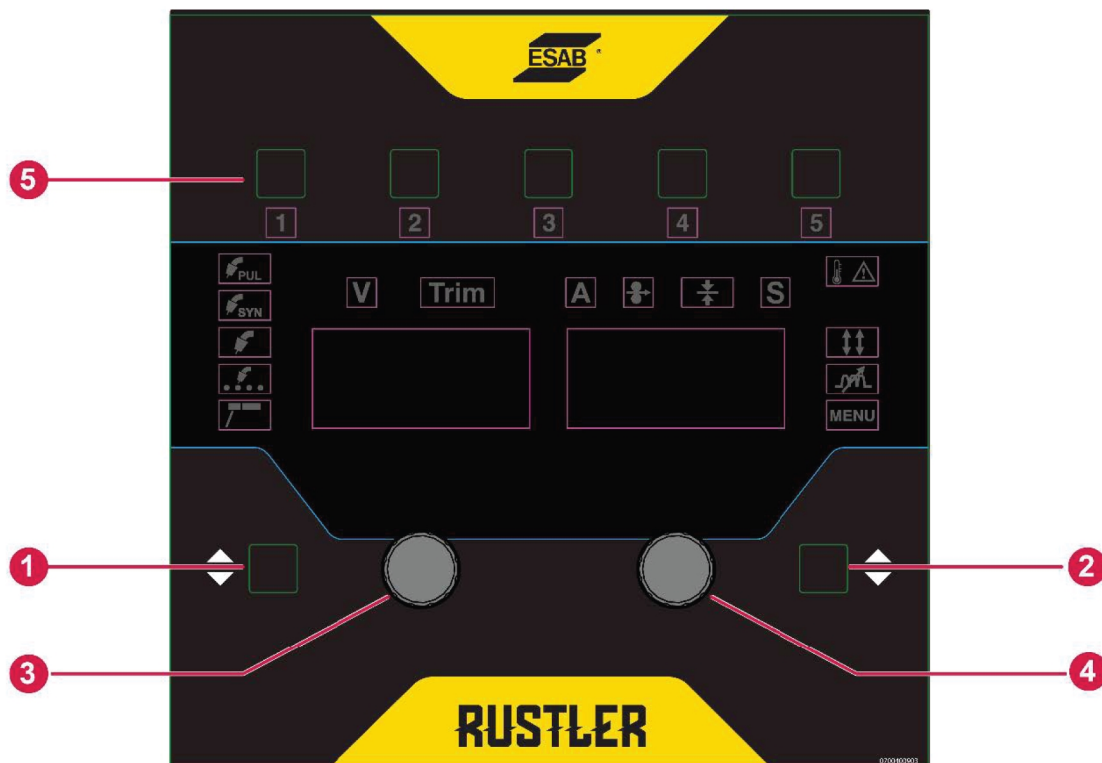 ESAB ®
5
1 2 3 4 5
PUL
V Trim A S
SYN
MENU
1
2
3
4
RUSTLER
0700400903